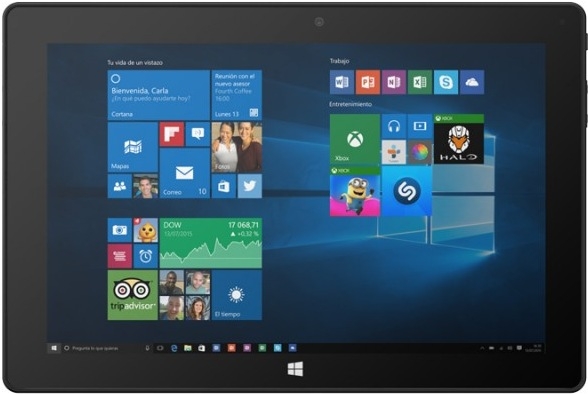 Tu vida de un vistazo
Bienvenida, Carla
¿En qué puedo ayudarte hoy?
Cortana
Reunión con el
nuevo asesor
Fourth Coffee
16:00
Lunes 13
Mapas
Fotos
Correo
10
DOW
13/07/2015
17 068,71
▲ +0,32 %
tripadvisor
El tiempo
Trabajo
Entretenimiento
Xbox
XBOX
HALO
XBOX
Pregunta lo que quieras